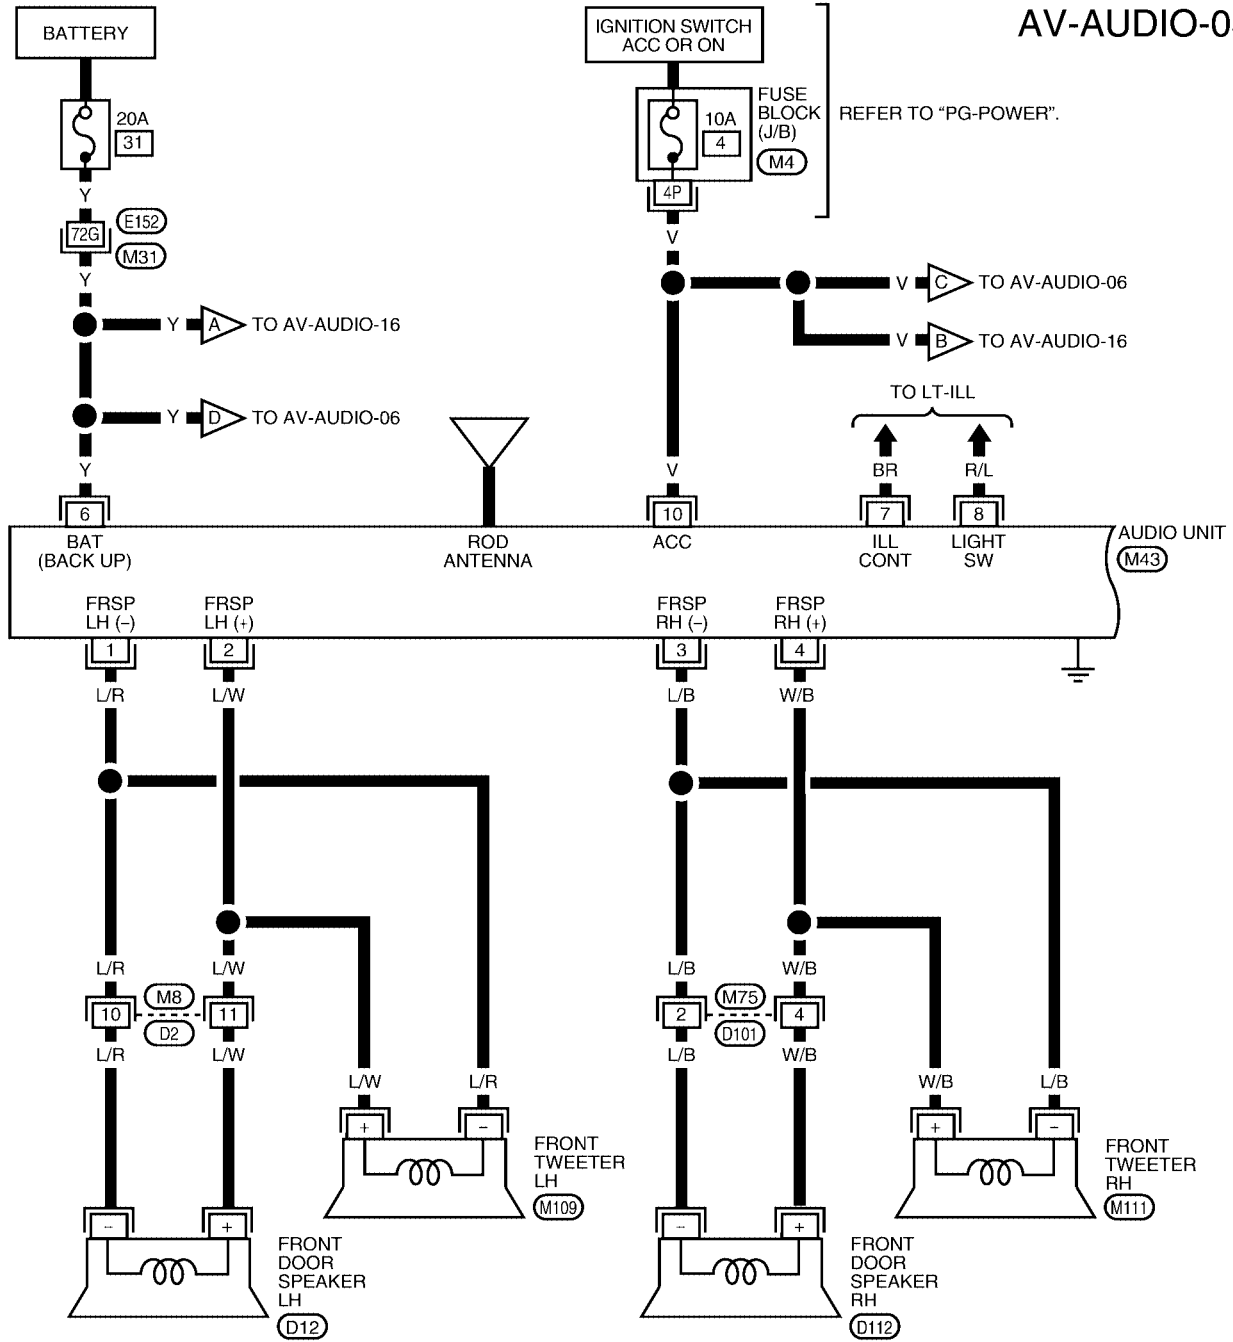 AV-AUDIO-0
BATTERY
IGNITION SWITCH
ACC OR ON
20A
31
10A
4
FUSE
BLOCK
(J/B)
M4
REFER TO “PG-POWER”.
4P
Y
72G
E152
M31
Y
V
Y
A
TO AV-AUDIO-16
V
C
TO AV-AUDIO-06
V
B
TO AV-AUDIO-16
Y
D
TO AV-AUDIO-06
TO LT-ILL
Y
V
BR
R/L
6
10
7
8
BAT
(BACK UP)
ROD
ANTENNA
ACC
ILL
CONT
LIGHT
SW
AUDIO UNIT
M43
FRSP
LH (–)
FRSP
LH (+)
FRSP
RH (–)
FRSP
RH (+)
1
2
3
4
L/R
L/W
L/B
W/B
L/R
L/W
L/B
W/B
10
M8
D2
11
2
M75
D101
4
L/R
L/W
L/B
W/B
L/W
L/R
W/B
L/B
+
–
+
–
FRONT
TWEETER
LH
M109
FRONT
TWEETER
RH
M111
–
+
–
+
FRONT
DOOR
SPEAKER
LH
D12
FRONT
DOOR
SPEAKER
RH
D112